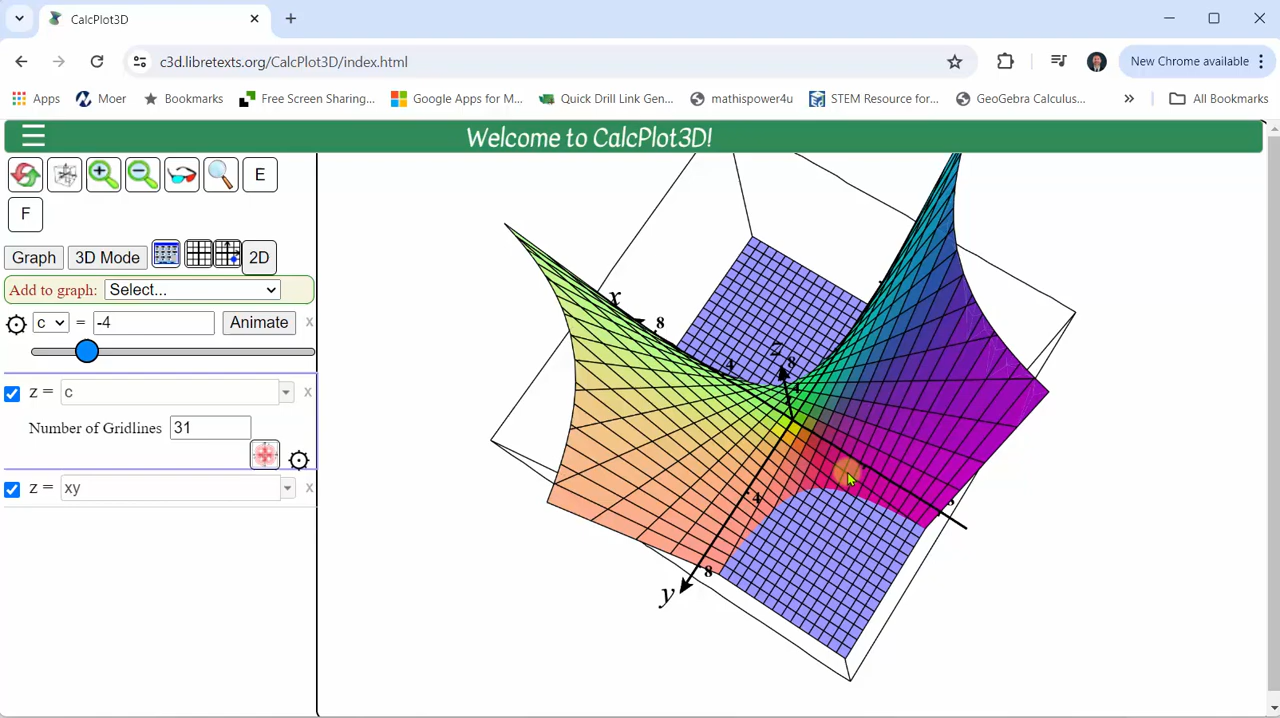 CalcPlot3D
c3d.libretexts.org/CalcPlot3D/index.html
New Chrome available
Apps
Moer
Bookmarks
Free Screen Sharing...
Google Apps for M...
Quick Drill Link Gen...
mathispower4u
STEM Resource for...
GeoGebra Calculus...
All Bookmarks
Welcome to CalcPlot3D!
E
F
Graph
3D Mode
2D
Add to graph: Select...
c = -4 Animate x
z = c x
Number of Gridlines 31
z = xy x
x
8
z
8
4
4
4
8
y